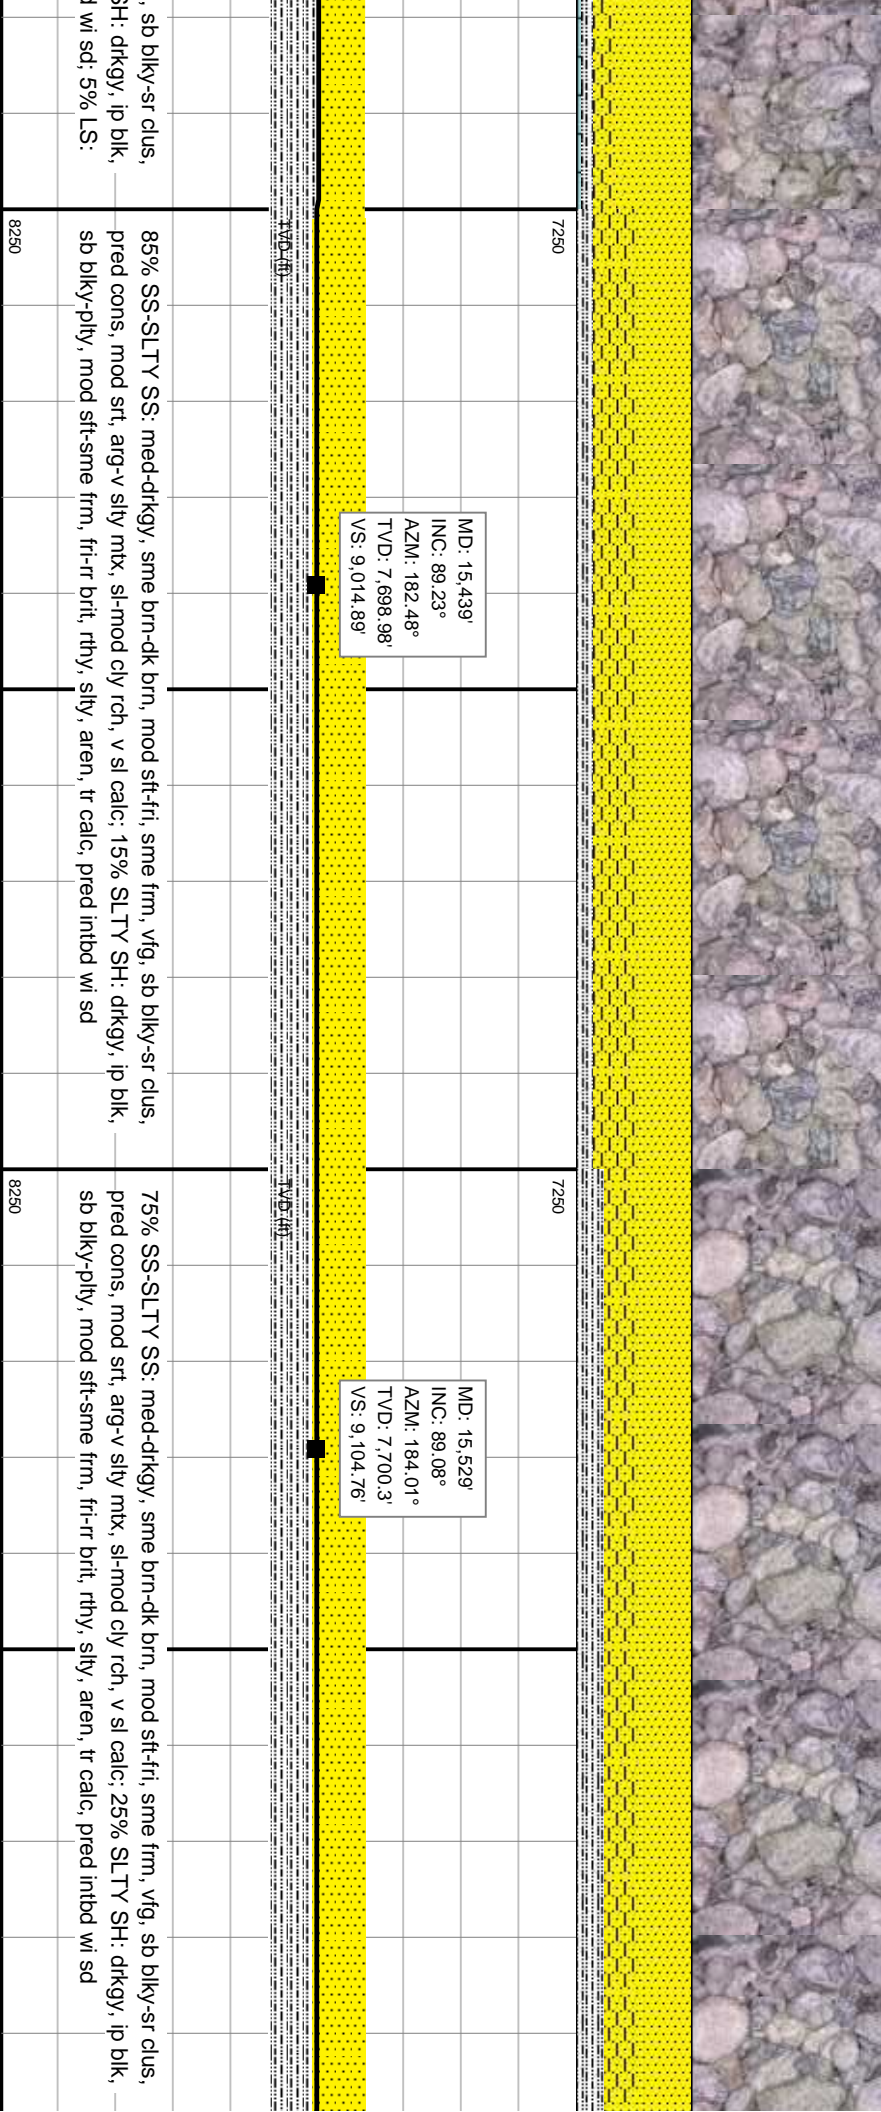 , sb blky-sr clus,
SH: drkgy, ip blk,
d wi sd; 5% LS:
7250
TVD (ft)
8250
85% SS-SLTY SS: med-drkgy, sme brn-dk brn, mod sft-fri, sme frm, vfg, sb blky-sr clus,
pred cons, mod srt, arg-v slty mtx, sl-mod cly rch, v sl calc; 15% SLTY SH: drkgy, ip blk,
sb blky-plty, mod sft-sme frm, fri-rr brit, rthy, slty, aren, tr calc, pred intbd wi sd
MD: 15,439'
INC: 89.23°
AZM: 182.48°
TVD: 7,698.98'
VS: 9,014.89'
7250
TVD (ft)
8250
75% SS-SLTY SS: med-drkgy, sme brn-dk brn, mod sft-fri, sme frm, vfg, sb blky-sr clus,
pred cons, mod srt, arg-v slty mtx, sl-mod cly rch, v sl calc; 25% SLTY SH: drkgy, ip blk,
sb blky-plty, mod sft-sme frm, fri-rr brit, rthy, slty, aren, tr calc, pred intbd wi sd
MD: 15,529'
INC: 89.08°
AZM: 184.01°
TVD: 7,700.3'
VS: 9,104.76'